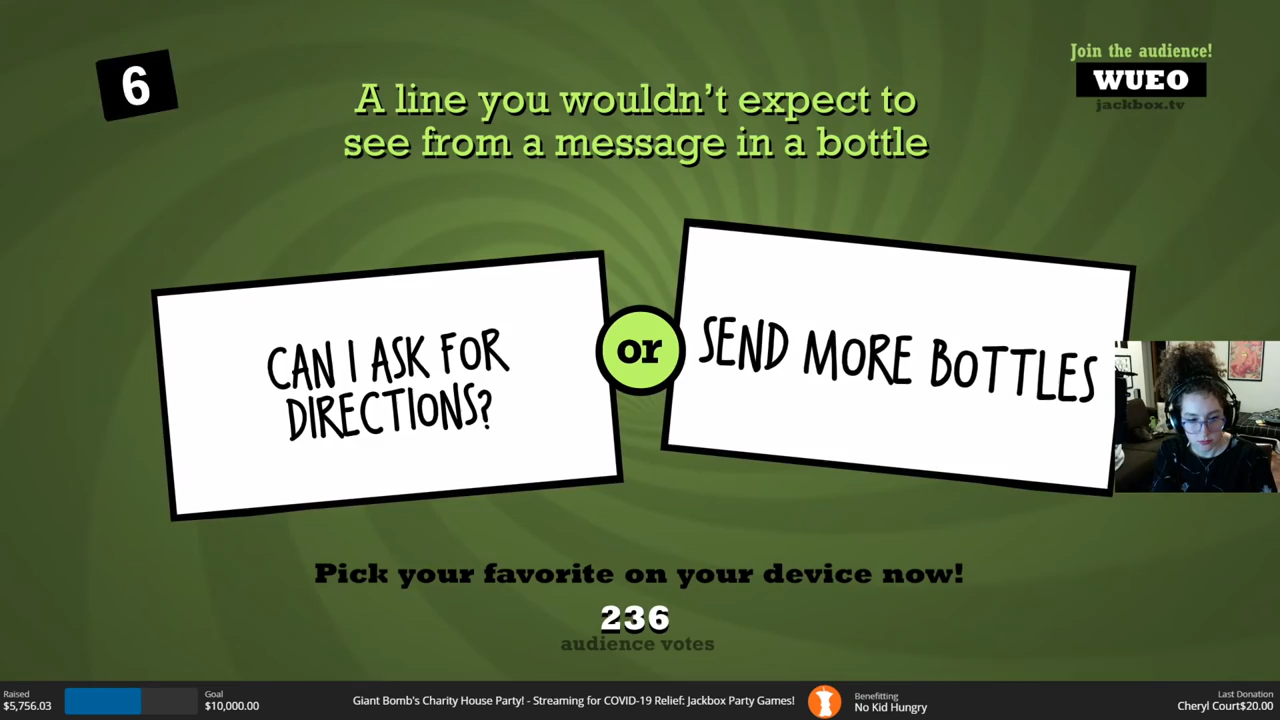 6
Join the audience!
WUEO
jackbox.tv
A line you wouldn't expect to
see from a message in a bottle
CAN I ASK FOR
DIRECTIONS?
or
SEND MORE BOTTLES
Pick your favorite on your device now!
236
audience votes
Raised
$5,756.03
Goal
$10,000.00
Giant Bomb's Charity House Party! - Streaming for COVID-19 Relief: Jackbox Party Games!
Benefitting
No Kid Hungry
Last Donation
Cheryl Court$20.00